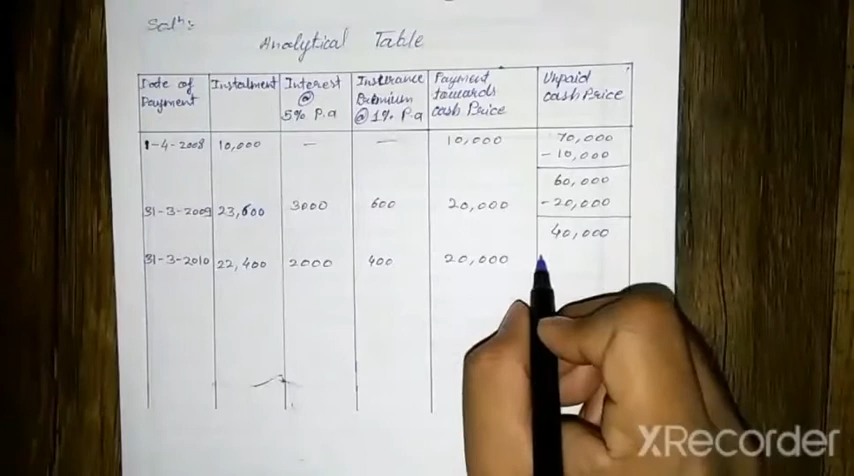 Solⁿ:
Analytical Table
Date of Payment | Instalment | Interest @ 5% P.a | Insurance Premium @ 1% P.a | Payment towards cash Price | Unpaid cash Price
1-4-2008 | 10,000 | — | — | 10,000 | 70,000
- 10,000
60,000
31-3-2009 | 23,600 | 3000 | 600 | 20,000 | - 20,000
40,000
31-3-2010 | 22,400 | 2000 | 400 | 20,000
XRecorder